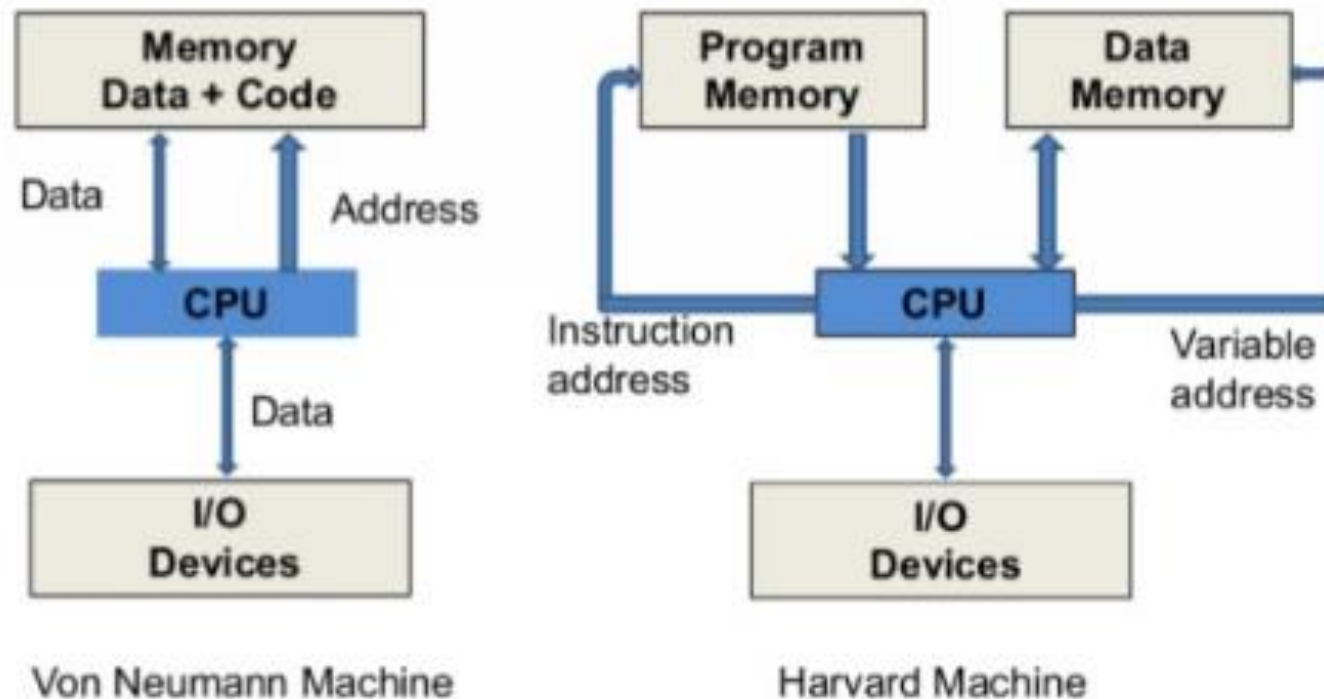 Memory
Data + Code
Data
Address
CPU
Data
I/O
Devices
Von Neumann Machine
Program
Memory
Data
Memory
CPU
Instruction
address
Variable
address
I/O
Devices
Harvard Machine